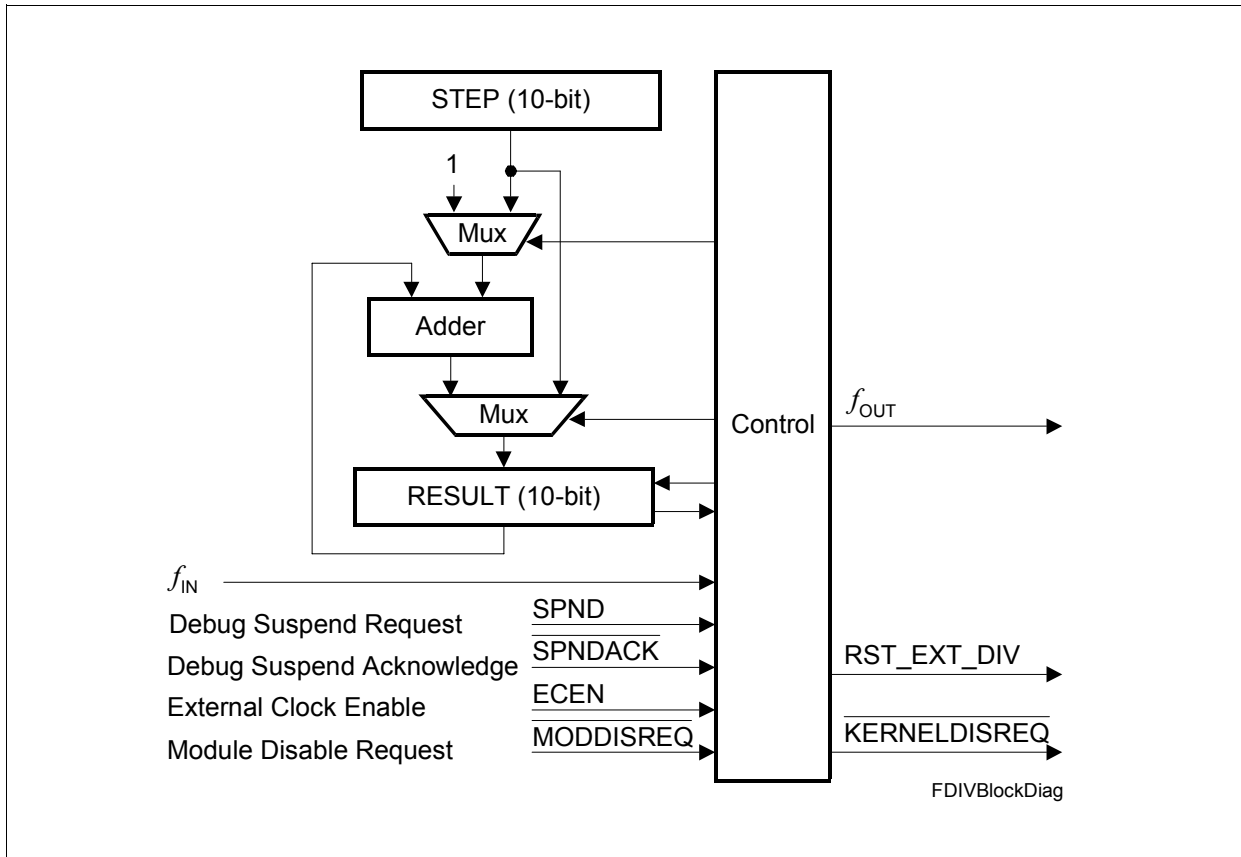 STEP (10-bit)
1
Mux
Adder
Mux
Control
RESULT (10-bit)
fOUT
fIN
Debug Suspend Request SPND
Debug Suspend Acknowledge SPNDACK
RST_EXT_DIV
External Clock Enable ECEN
Module Disable Request MODDISREQ
KERNELDISREQ
FDIVBlockDiag